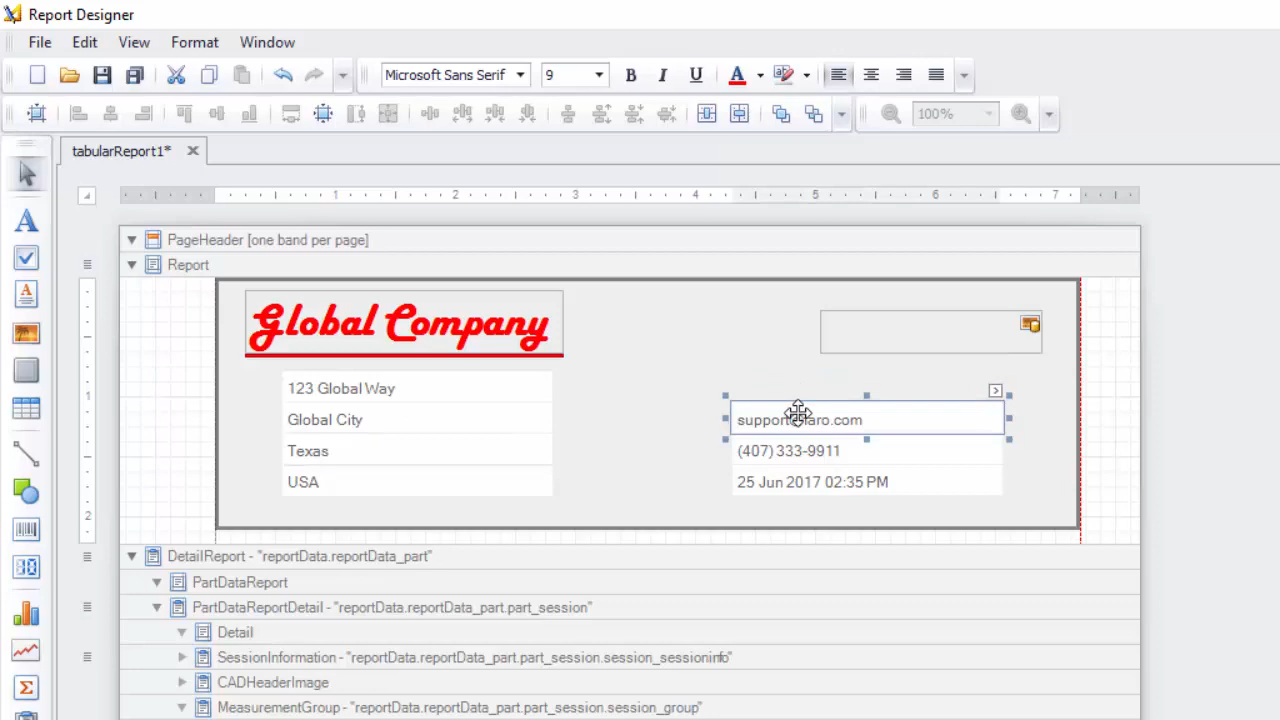 Report Designer
File Edit View Format Window
Microsoft Sans Serif 9 B I U A
100%
tabularReport1*
1 2 3 4 5 6 7
PageHeader [one band per page]
Report
Global Company
123 Global Way
Global City
Texas
USA
(407) 333-9911
25 Jun 2017 02:35 PM
1
2
DetailReport - "reportData.reportData_part"
PartDataReport
PartDataReportDetail - "reportData.reportData_part.part_session"
Detail
SessionInformation - "reportData.reportData_part.part_session.session_sessioninfo"
CADHeaderImage
MeasurementGroup - "reportData.reportData_part.part_session.session_group"